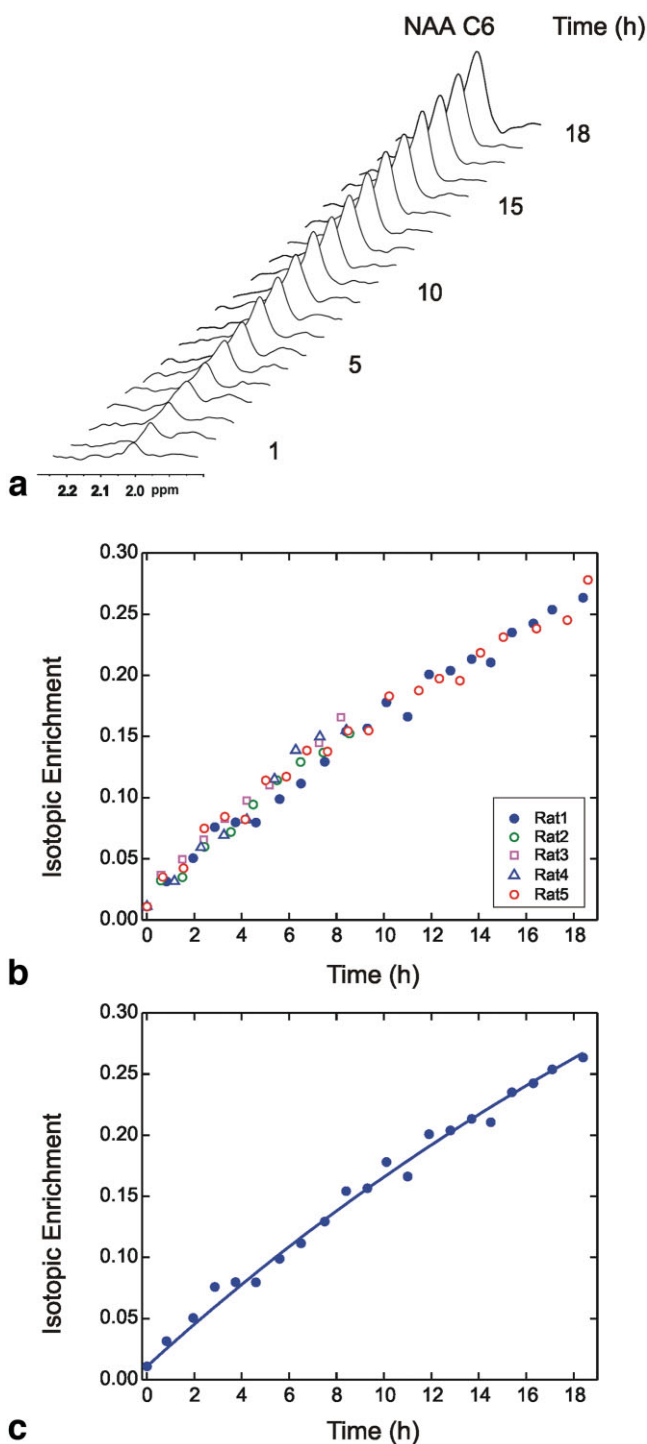 NAA C6 Time (h)
18
15
10
5
1
2.2 2.1 2.0 ppm
a
0.30
0.25
0.20
0.15
0.10
0.05
0.00
Isotopic Enrichment
Rat1
Rat2
Rat3
Rat4
Rat5
0 2 4 6 8 10 12 14 16 18
Time (h)
b
0.30
0.25
0.20
0.15
0.10
0.05
0.00
Isotopic Enrichment
0 2 4 6 8 10 12 14 16 18
Time (h)
c